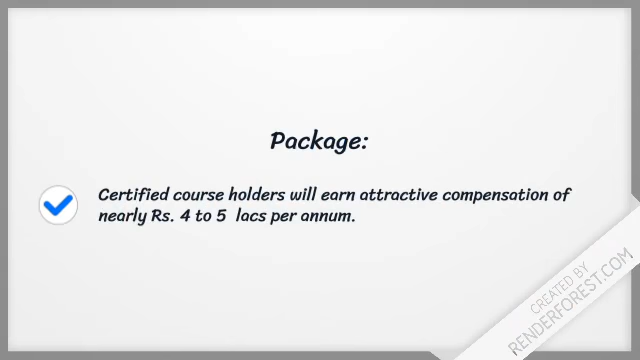 Package:
Certified course holders will earn attractive compensation of
nearly Rs. 4 to 5 lacs per annum.
CREATED BY
RENDERFOREST.COM